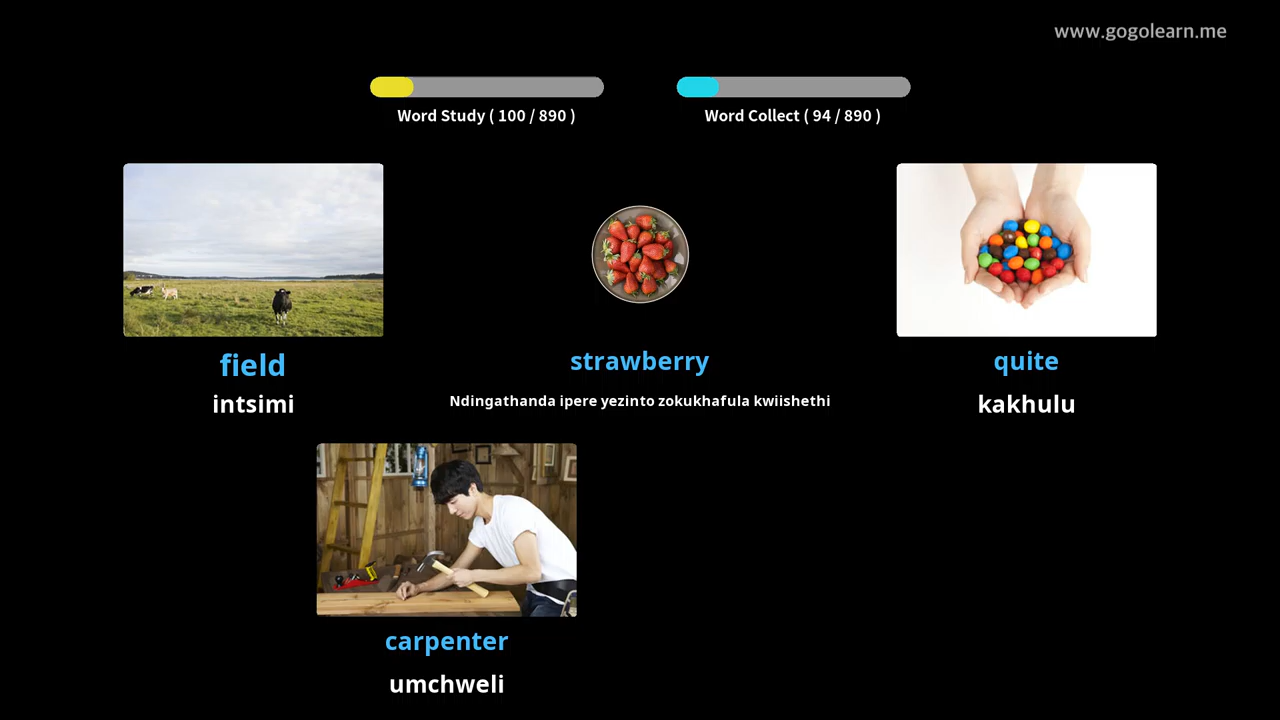 www.gogolearn.me
Word Study ( 100 / 890 )
Word Collect ( 94 / 890 )
field
intsimi
strawberry
Ndingathanda ipere yezinto zokukhafula kwiishethi
quite
kakhulu
carpenter
umchweli